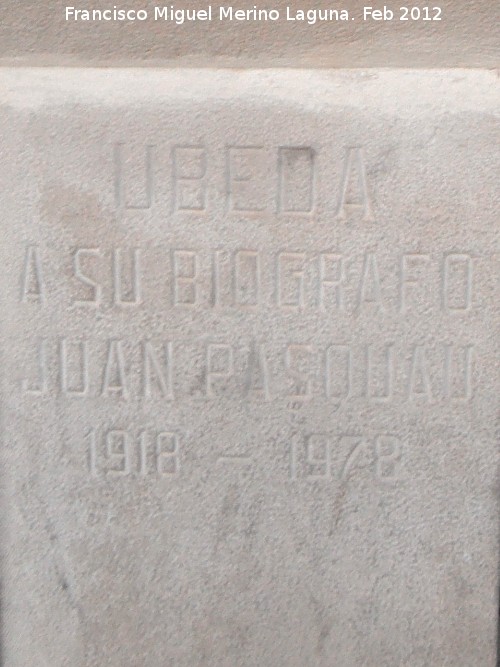 Francisco Miguel Merino Laguna. Feb 2012
UBEDA
A SU BIOGRAFO
JUAN PASQUAU
1918 - 1978